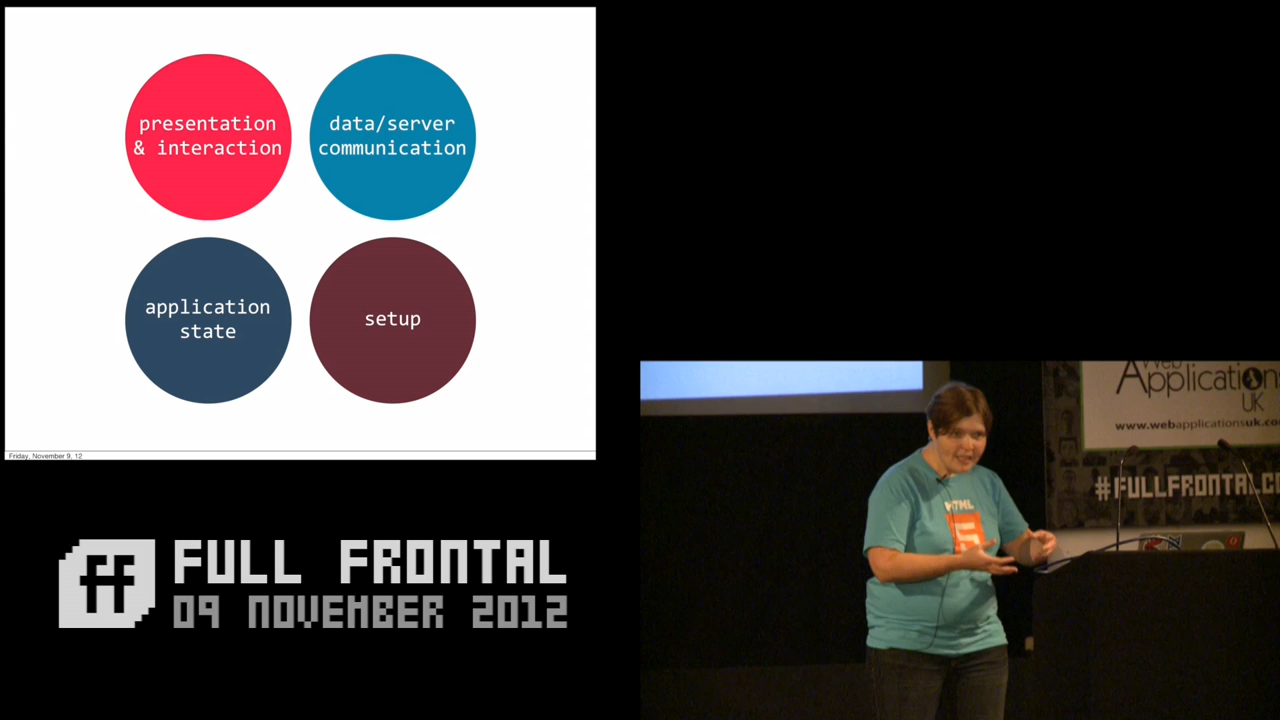 presentation
& interaction
data/server
communication
application
state
setup
Friday, November 9, 12
ff
FULL FRONTAL
09 NOVEMBER 2012
Web
Applications
UK
www.webapplicationsuk.co
#FULLFRONTAL
HTML
5